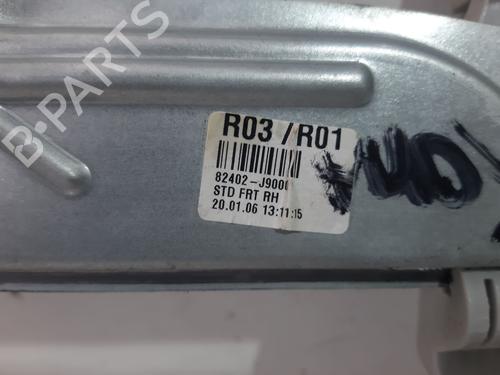 B-PARTS
R03 /R01
82402-J9000
STD FRT RH
20.01.06 13:11:15